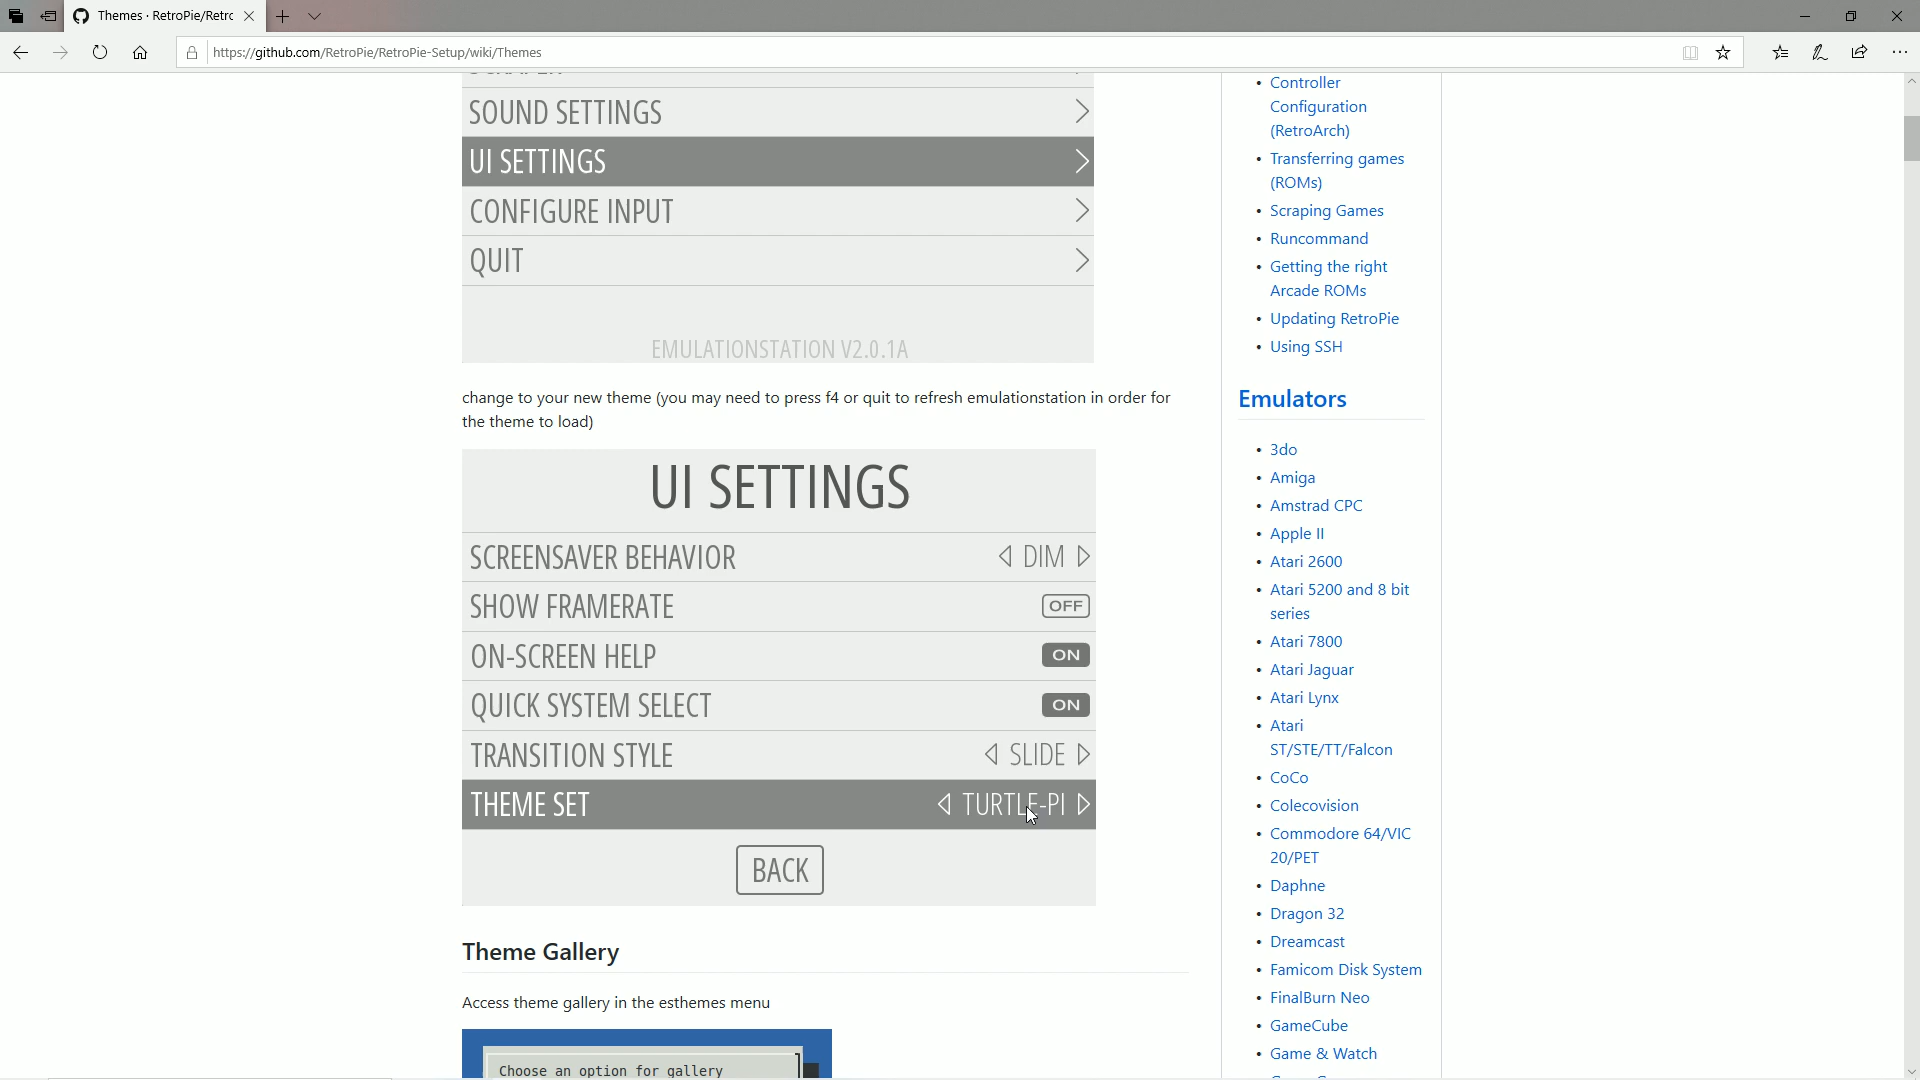 Themes · RetroPie/Retr
https://github.com/RetroPie/RetroPie-Setup/wiki/Themes
SOUND SETTINGS
UI SETTINGS
CONFIGURE INPUT
QUIT
EMULATIONSTATION V2.0.1A
change to your new theme (you may need to press f4 or quit to refresh emulationstation in order for
the theme to load)
UI SETTINGS
SCREENSAVER BEHAVIOR DIM
SHOW FRAMERATE OFF
ON-SCREEN HELP ON
QUICK SYSTEM SELECT ON
TRANSITION STYLE SLIDE
THEME SET TURTLE-PI
BACK
Theme Gallery
Access theme gallery in the esthemes menu
Choose an option for gallery
Controller
Configuration
(RetroArch)
Transferring games
(ROMs)
Scraping Games
Runcommand
Getting the right
Arcade ROMs
Updating RetroPie
Using SSH
Emulators
3do
Amiga
Amstrad CPC
Apple II
Atari 2600
Atari 5200 and 8 bit
series
Atari 7800
Atari Jaguar
Atari Lynx
Atari
ST/STE/TT/Falcon
CoCo
Colecovision
Commodore 64/VIC
20/PET
Daphne
Dragon 32
Dreamcast
Famicom Disk System
FinalBurn Neo
GameCube
Game & Watch